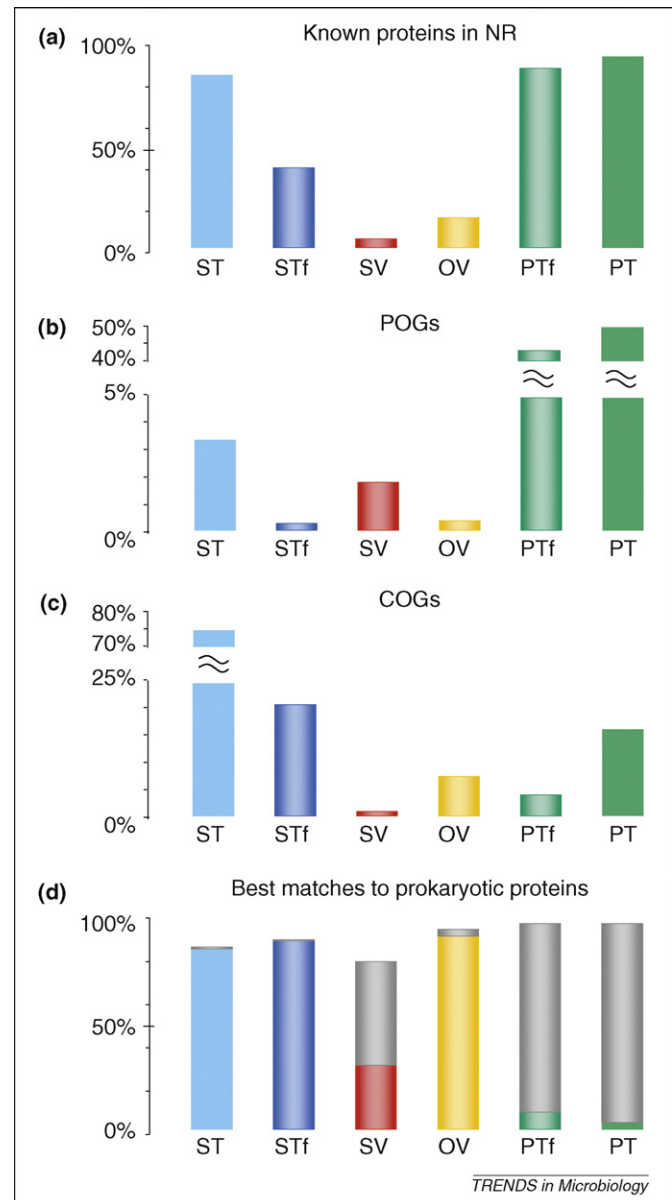 (a) Known proteins in NR
100%
50%
0%
ST STf SV OV PTf PT
(b) POGs
50%
40%
5%
0%
ST STf SV OV PTf PT
(c) COGs
80%
70%
25%
0%
ST STf SV OV PTf PT
(d) Best matches to prokaryotic proteins
100%
50%
0%
ST STf SV OV PTf PT
TRENDS in Microbiology